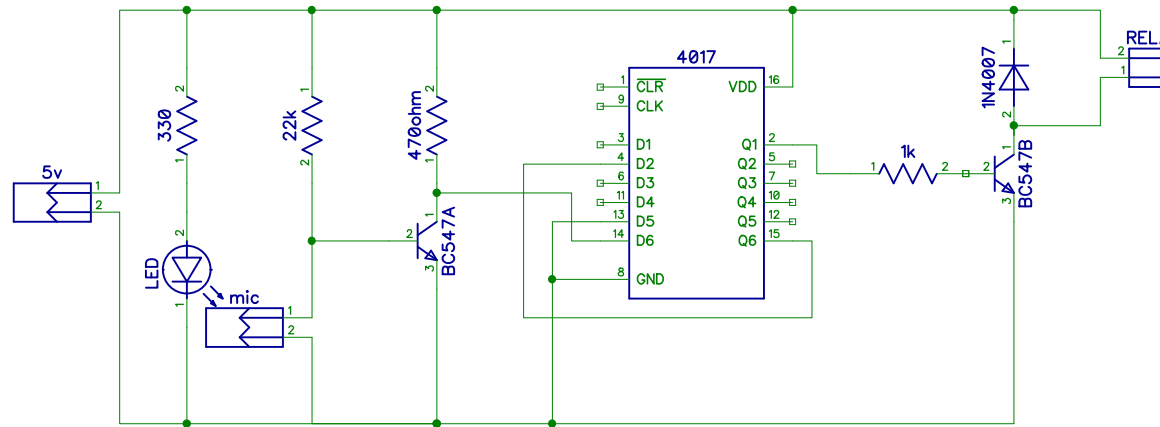 5v
1
2
330
2
1
LED
2
1
mic
1
2
22k
1
2
470ohm
2
1
BC547A
1
2
3
4017
1 CLR VDD 16
9 CLK
3 D1 Q1 2
4 D2 Q2 5
6 D3 Q3 7
11 D4 Q4 10
13 D5 Q5 12
14 D6 Q6 15
8 GND
1k
1 2
1N4007
1
2
BC547B
1
2
3
REL
2
1